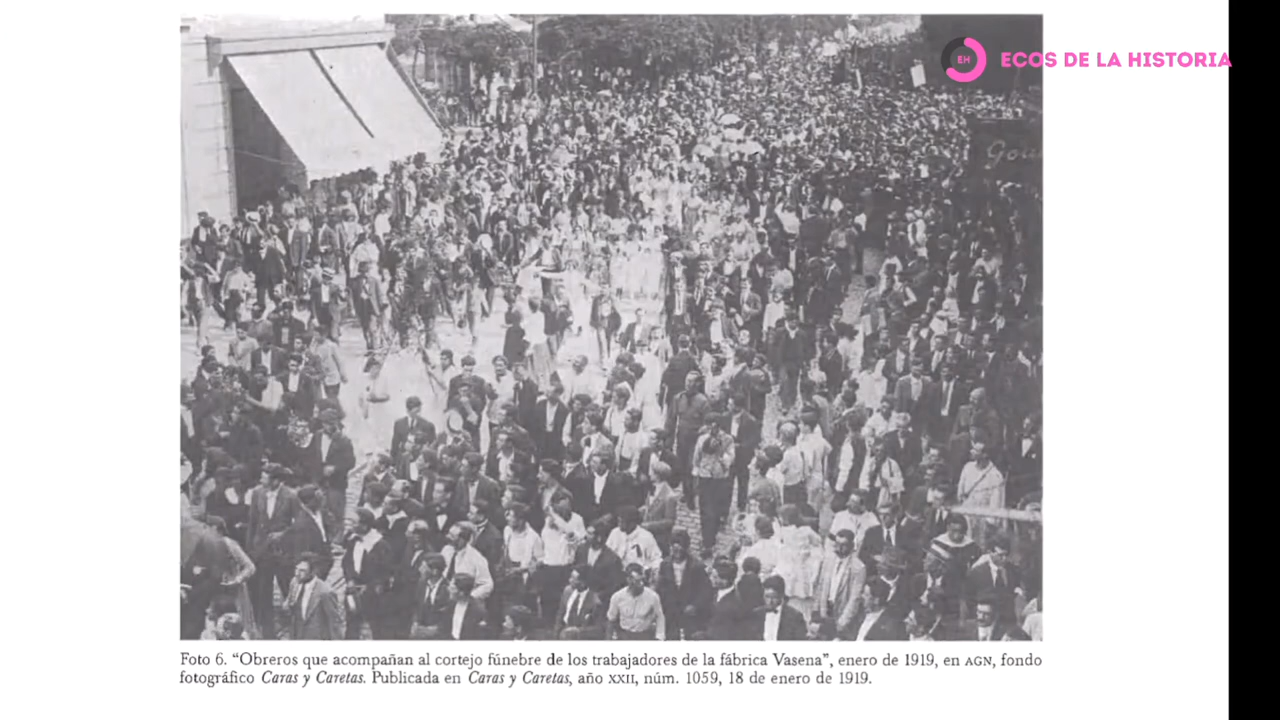 EH ECOS DE LA HISTORIA
Foto 6. “Obreros que acompañan al cortejo fúnebre de los trabajadores de la fábrica Vasena”, enero de 1919, en AGN, fondo
fotográfico Caras y Caretas. Publicada en Caras y Caretas, año XXII, núm. 1059, 18 de enero de 1919.